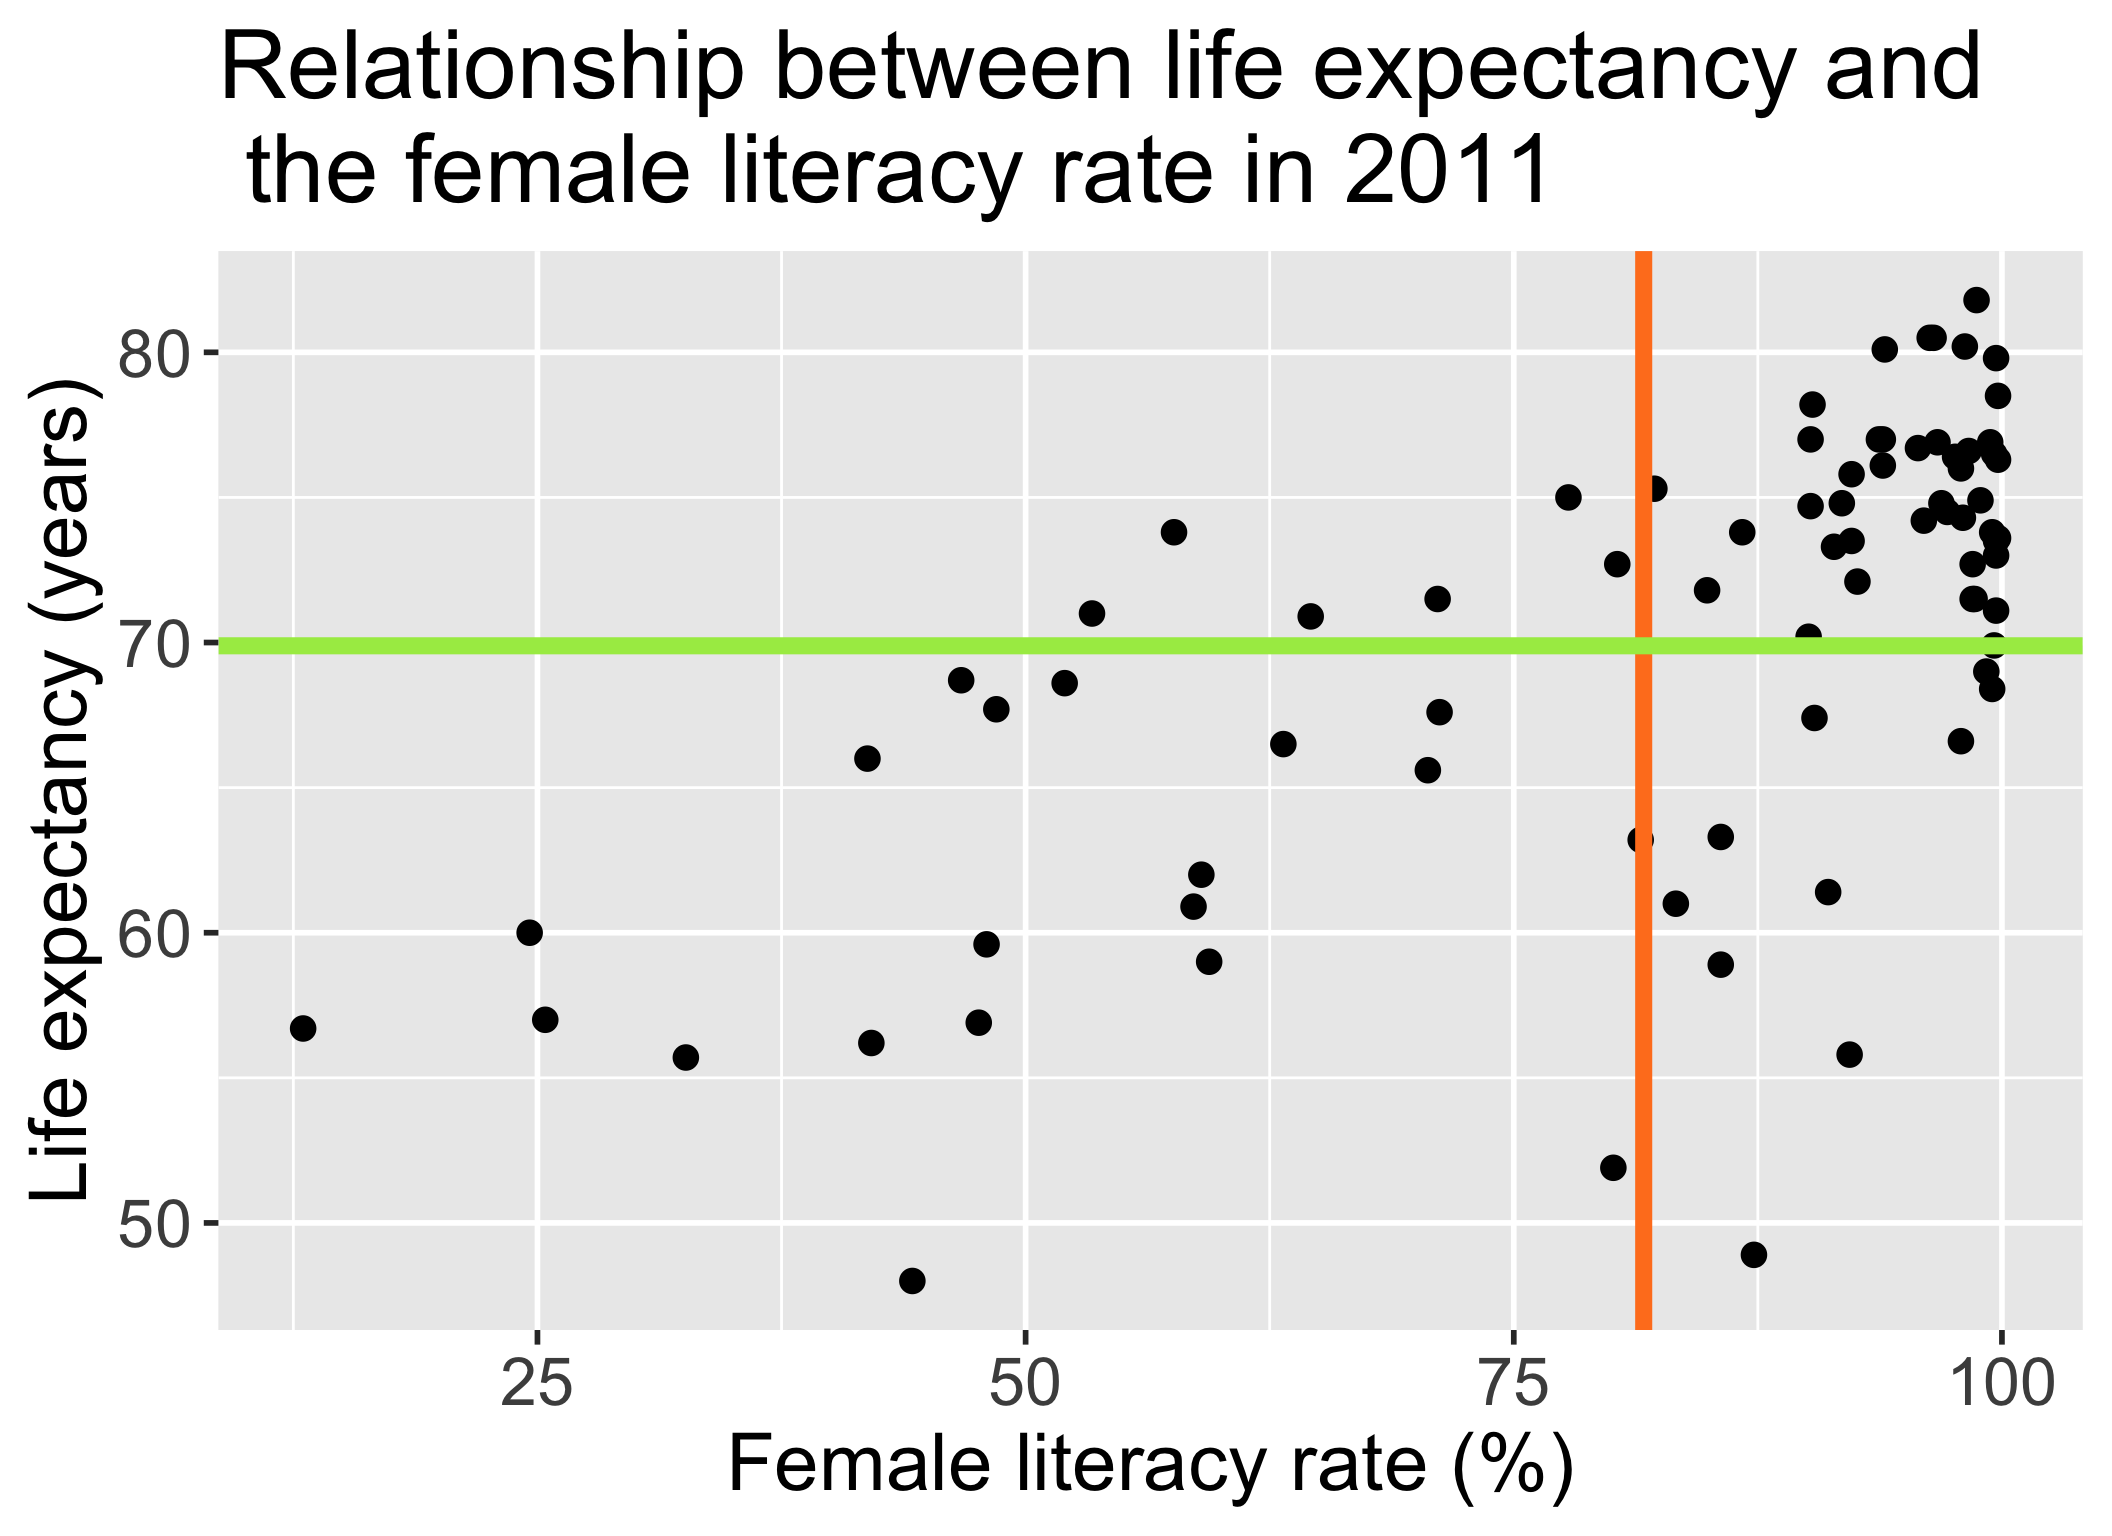 Relationship between life expectancy and
the female literacy rate in 2011
Life expectancy (years)
80
70
60
50
25 50 75 100
Female literacy rate (%)